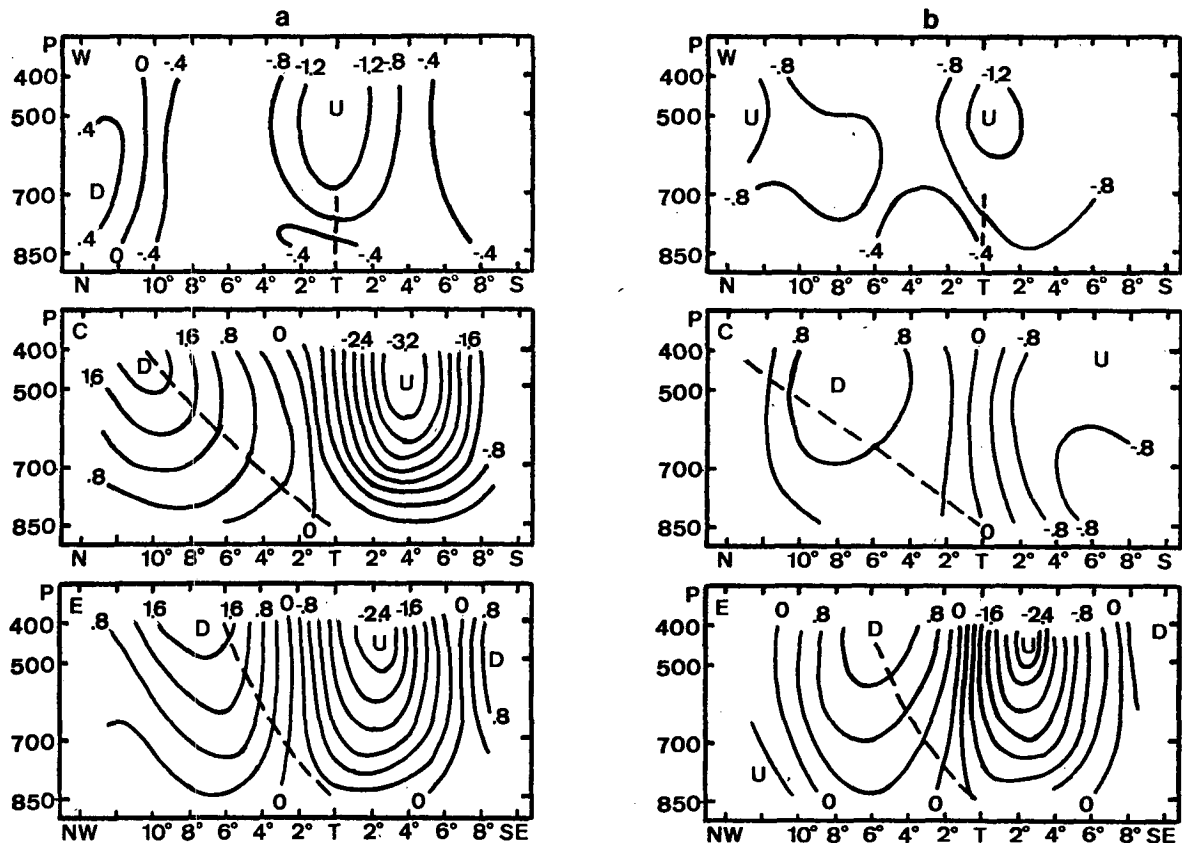 a
P W 0 -.4 -.8 -1.2 -1.2 -.8 -.4
400
U
500
.4
D
700
.4 0 -.4 -.4 -.4 -.4
850
N 10° 8° 6° 4° 2° T 2° 4° 6° 8° S
P C 1.6 .8 0 -2.4 -3.2 -1.6
400
D
1.6 U
500
700 -.8
.8
850 0
N 10° 8° 6° 4° 2° T 2° 4° 6° 8° S
P E 1.6 1.6 .8 0 -.8 -2.4 -1.6 0 .8
400 .8
D
U
500 D
.8
700
850 0 0
NW 10° 8° 6° 4° 2° T 2° 4° 6° 8° SE
b
P W -.8 -.8 -1.2
400
500 U U
700 -.8 -.8
850 -.4 -.4
N 10° 8° 6° 4° 2° T 2° 4° 6° 8° S
P C .8 .8 0 -.8
400 U
500 D
700 -.8
850 0 -.8 -.8
N 10° 8° 6° 4° 2° T 2° 4° 6° 8° S
P E 0 .8 .8 0 -1.6 -2.4 -.8 0
400 D D
U
500
700
U
850 0 0 0
NW 10° 8° 6° 4° 2° T 2° 4° 6° 8° 10° SE